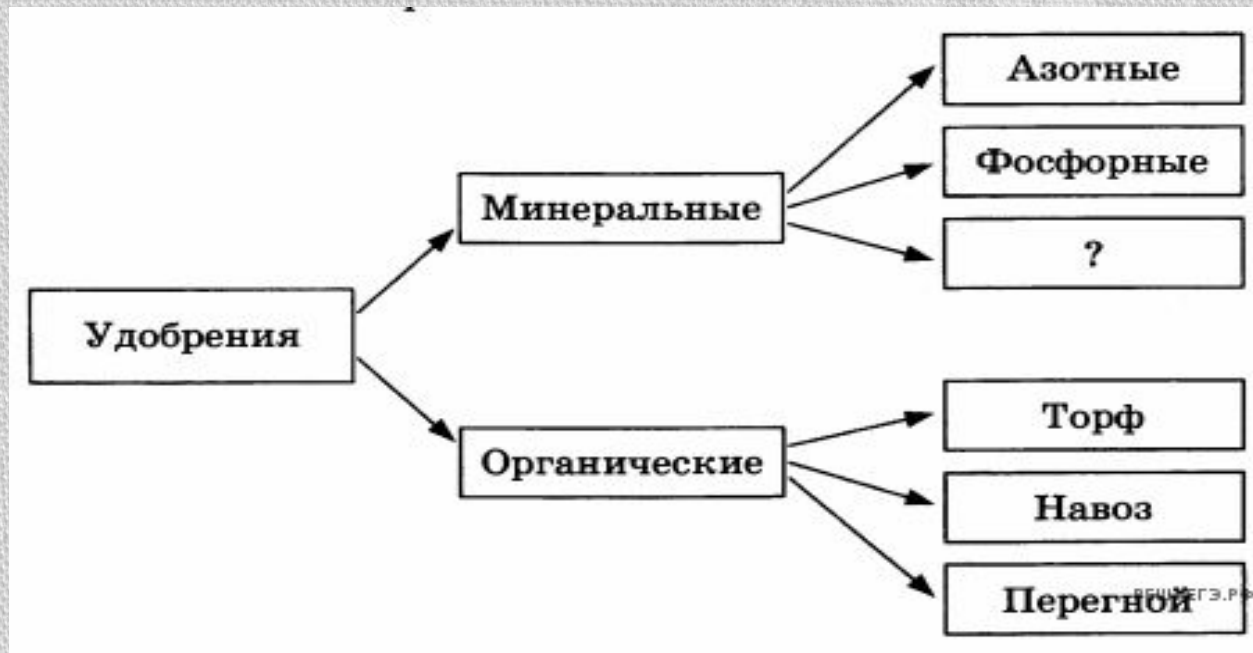 Азотные
Фосфорные
Минеральные
?
Удобрения
Торф
Органические
Навоз
Перегной